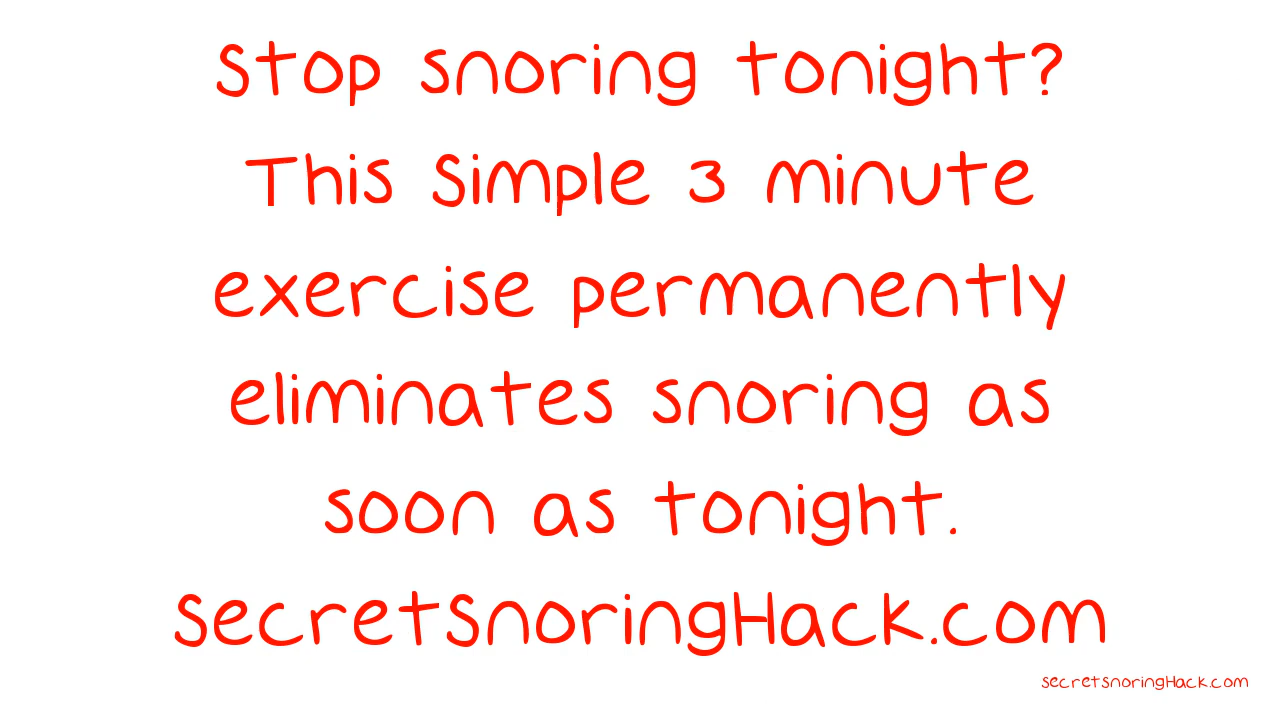 Stop snoring tonight?
This Simple 3 minute
exercise permanently
eliminates snoring as
soon as tonight.
SecretSnoringHack.com
secretsnoringHack.com